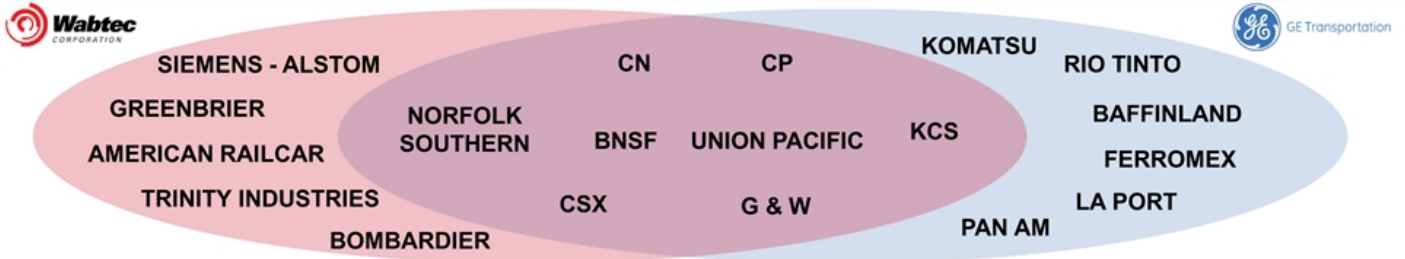 Wabtec
CORPORATION
GE Transportation
KOMATSU
SIEMENS - ALSTOM
CN
CP
RIO TINTO
GREENBRIER
NORFOLK
SOUTHERN
BNSF
UNION PACIFIC
KCS
BAFFINLAND
AMERICAN RAILCAR
FERROMEX
TRINITY INDUSTRIES
CSX
G & W
LA PORT
BOMBARDIER
PAN AM